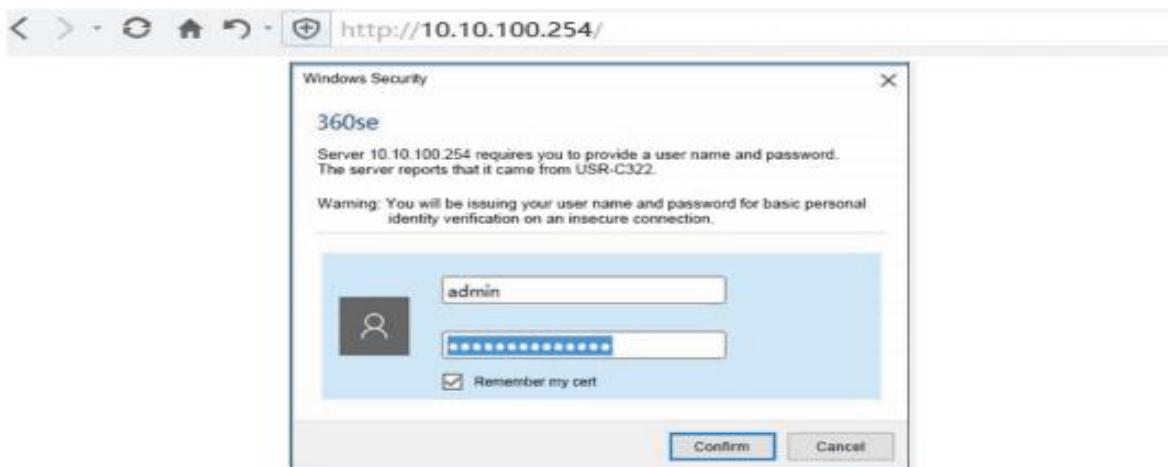 http://10.10.100.254/
Windows Security
360se
Server 10.10.100.254 requires you to provide a user name and password.
The server reports that it came from USR-C322.
Warning: You will be issuing your user name and password for basic personal
identity verification on an insecure connection.
admin
Remember my cert
Confirm Cancel